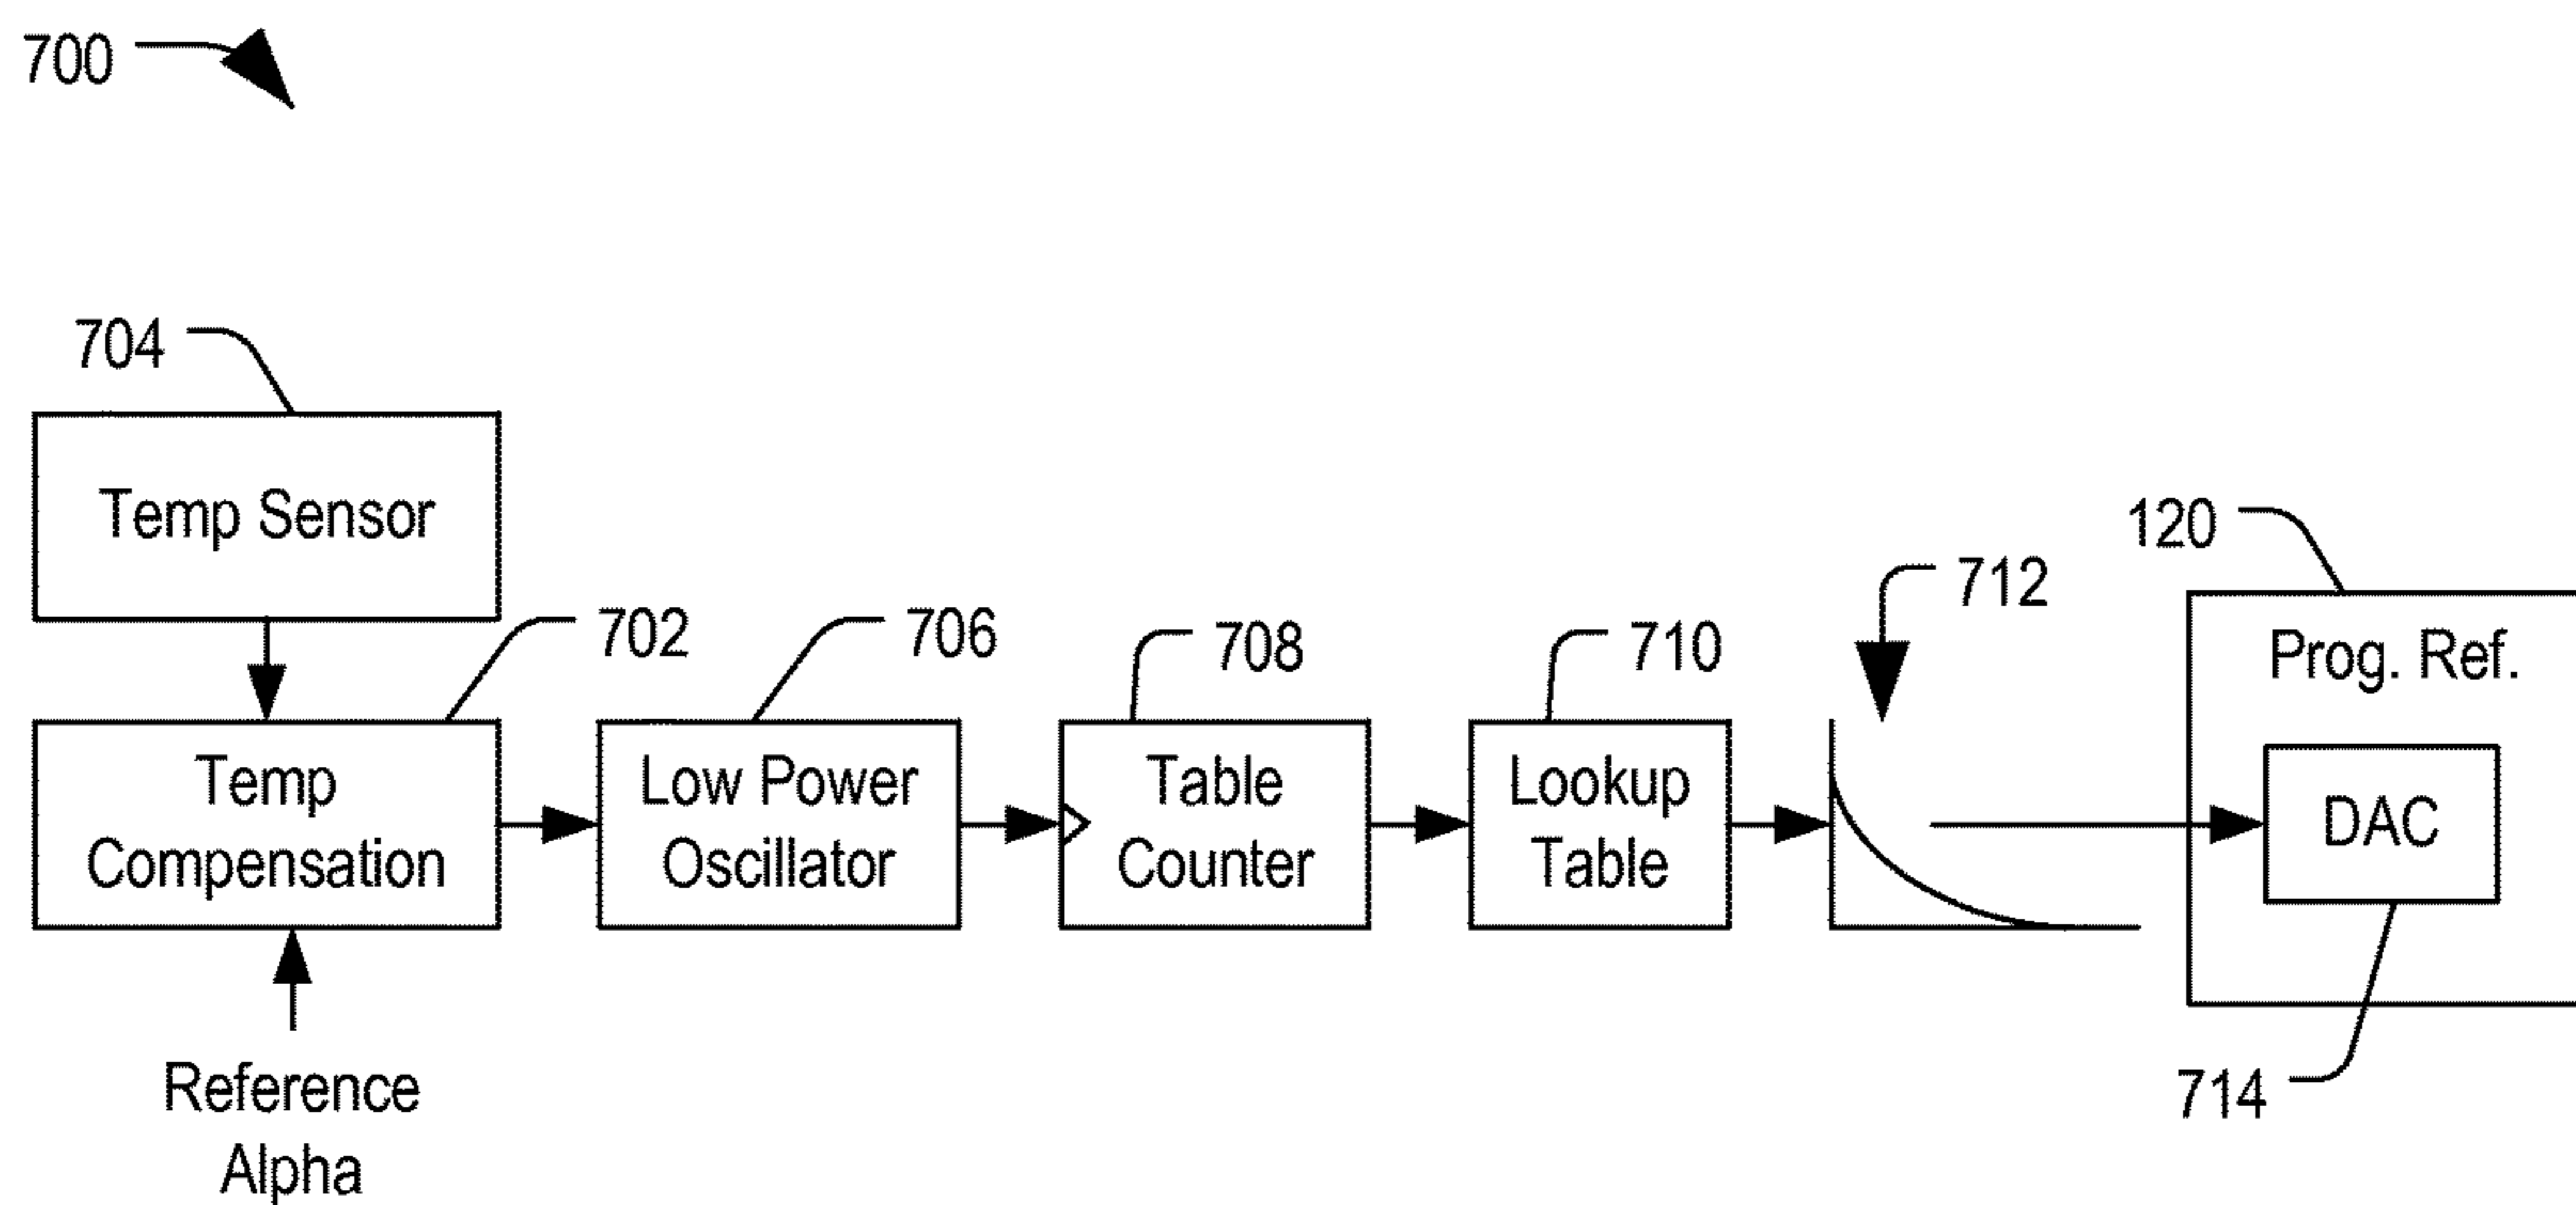 700
704
Temp Sensor
702
706
708
710
712
120
Prog. Ref.
Temp
Compensation
Low Power
Oscillator
Table
Counter
Lookup
Table
DAC
714
Reference
Alpha